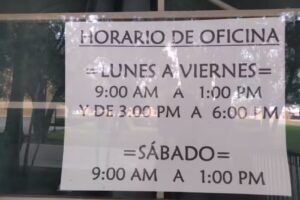 HORARIO DE OFICINA
=LUNES A VIERNES=
9:00 AM A 1:00 PM
Y DE 3:00 PM A 6:00 PM
=SÁBADO=
9:00 AM A 1:00 PM